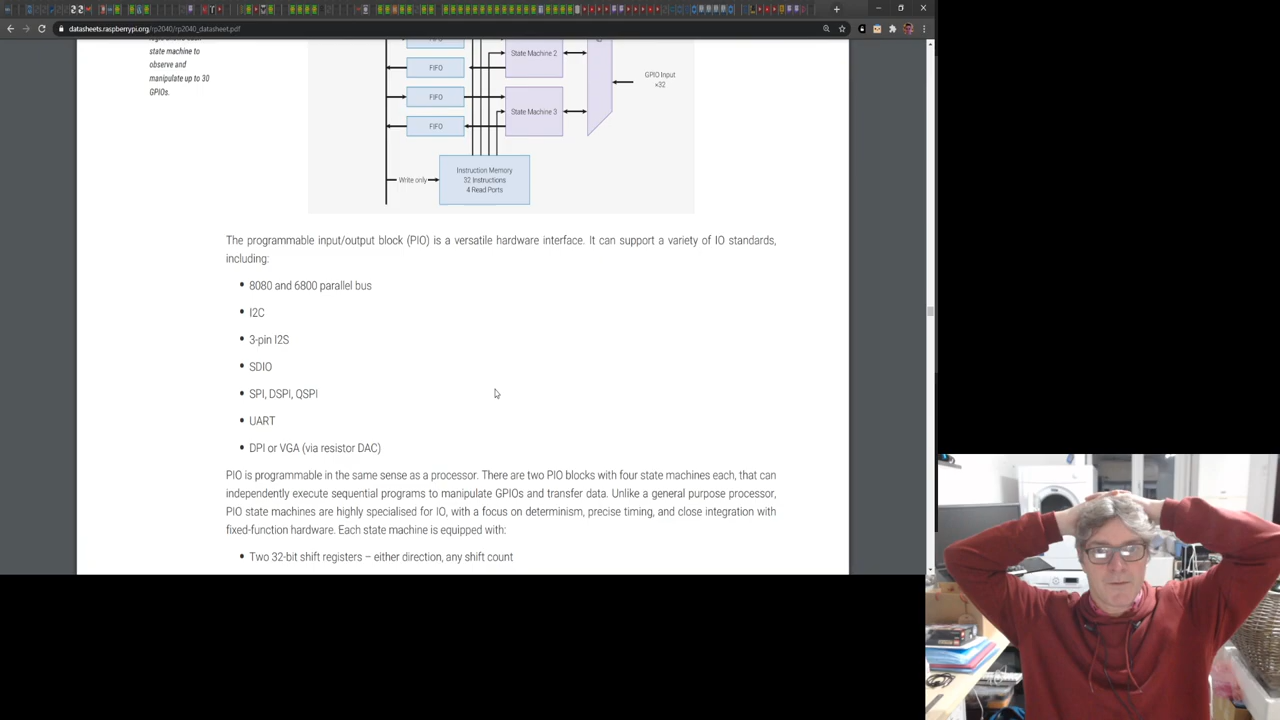 datasheets.raspberrypi.org/rp2040/rp2040_datasheet.pdf
state machine to
observe and
manipulate up to 30
GPIOs.
FIFO
State Machine 2
FIFO
GPIO Input
×32
FIFO
State Machine 3
FIFO
Write only
Instruction Memory
32 Instructions
4 Read Ports
The programmable input/output block (PIO) is a versatile hardware interface. It can support a variety of IO standards,
including:
• 8080 and 6800 parallel bus
• I2C
• 3-pin I2S
• SDIO
• SPI, DSPI, QSPI
• UART
• DPI or VGA (via resistor DAC)
PIO is programmable in the same sense as a processor. There are two PIO blocks with four state machines each, that can
independently execute sequential programs to manipulate GPIOs and transfer data. Unlike a general purpose processor,
PIO state machines are highly specialised for IO, with a focus on determinism, precise timing, and close integration with
fixed-function hardware. Each state machine is equipped with:
• Two 32-bit shift registers – either direction, any shift count